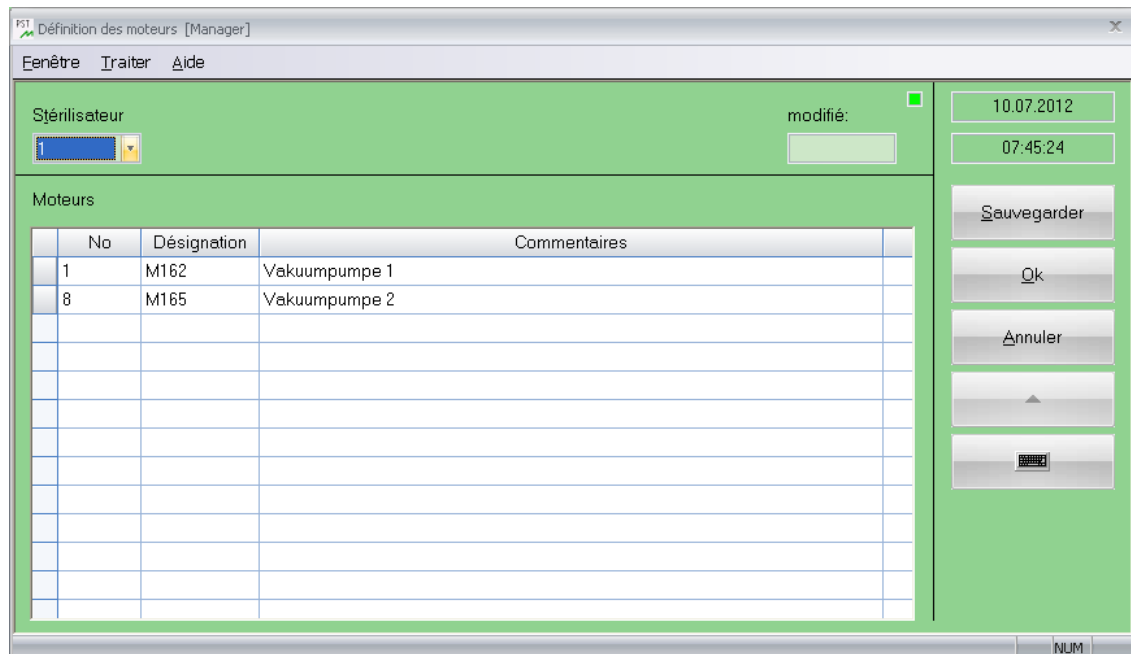 PST Définition des moteurs [Manager]
Fenêtre Traiter Aide
Stérilisateur
modifié:
1
10.07.2012
07:45:24
Moteurs
No Désignation Commentaires
1 M162 Vakuumpumpe 1
8 M165 Vakuumpumpe 2
Sauvegarder
Ok
Annuler
NUM